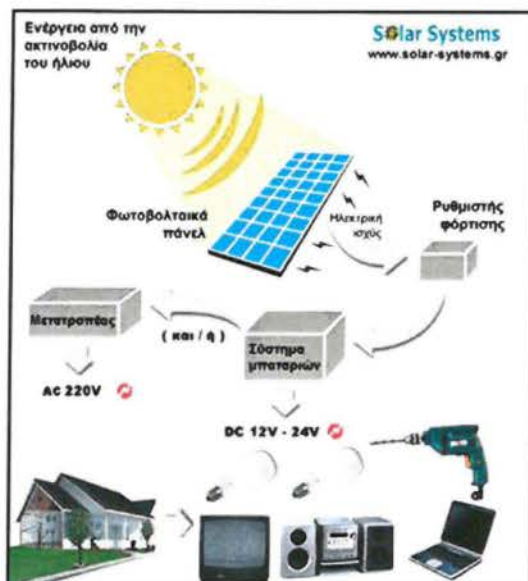 Ενέργεια από την
ακτινοβολία
του ήλιου
Solar Systems
www.solar-systems.gr
Φωτοβολταικά
πάνελ
Ηλεκτρική
ισχύς
Ρυθμιστής
φόρτισης
Μετατροπέας
( και / ή )
Σύστημα
μπαταριών
AC 220V
DC 12V - 24V